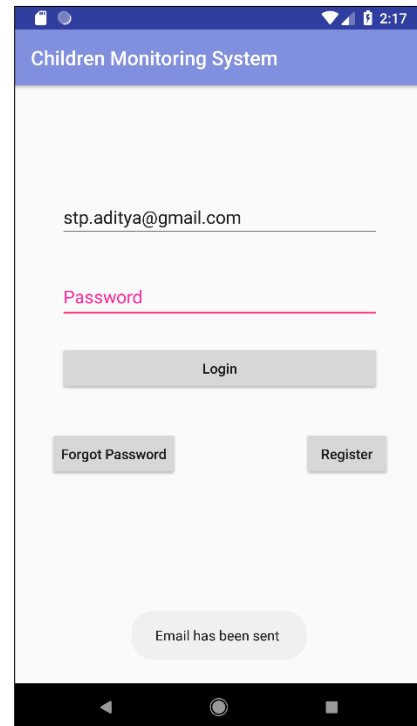 2:17
Children Monitoring System
stp.aditya@gmail.com
Password
Login
Forgot Password
Register
Email has been sent